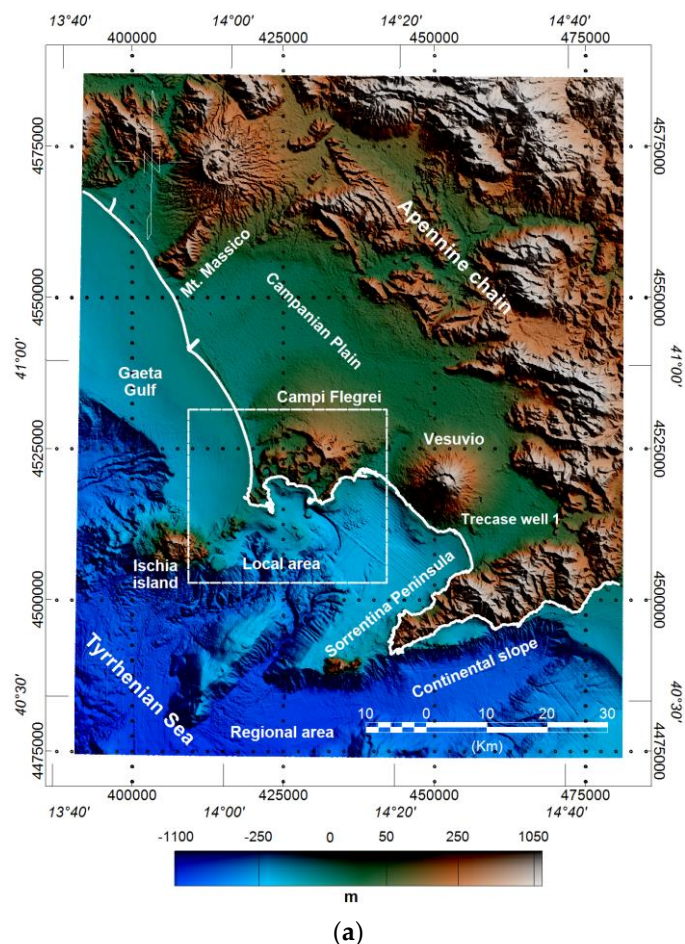 13°40' 14°00' 14°20' 14°40'
400000 425000 450000 475000
4575000 4575000
Apennine chain
Mt. Massico
Campanian Plain
4550000 4550000
41°00' 41°00'
Gaeta
Gulf
Campi Flegrei
Vesuvio
4525000 4525000
Trecase well 1
Ischia
island
Local area
Sorrentina Peninsula
4500000 4500000
Tyrrhenian Sea
Continental slope
40°30' 40°30'
Regional area
10 0 10 20 30
(Km)
4475000 4475000
400000 425000 450000 475000
13°40' 14°00' 14°20' 14°40'
-1100 -250 0 50 250 1050
m
(a)